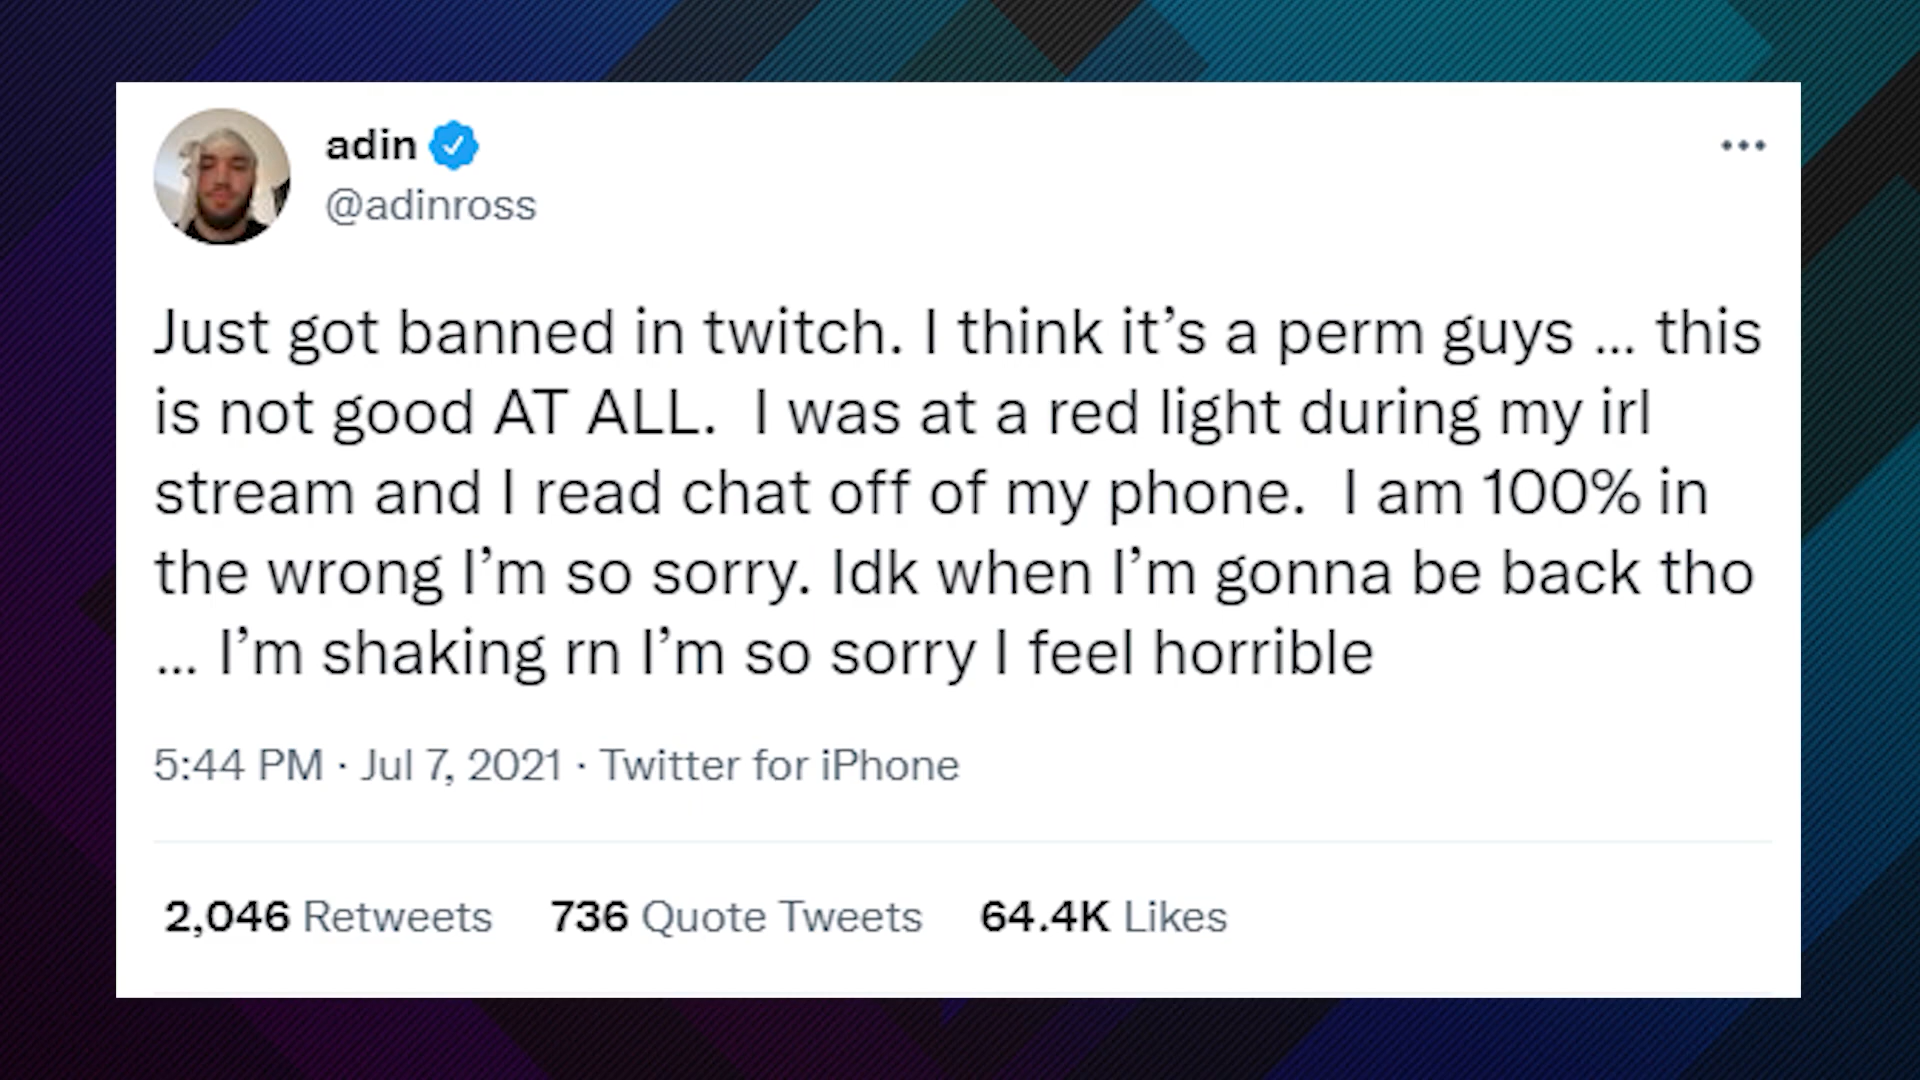 adin
@adinross
Just got banned in twitch. I think it’s a perm guys ... this
is not good AT ALL.  I was at a red light during my irl
stream and I read chat off of my phone.  I am 100% in
the wrong I’m so sorry. Idk when I’m gonna be back tho
... I’m shaking rn I’m so sorry I feel horrible
5:44 PM · Jul 7, 2021 · Twitter for iPhone
2,046 Retweets 736 Quote Tweets 64.4K Likes